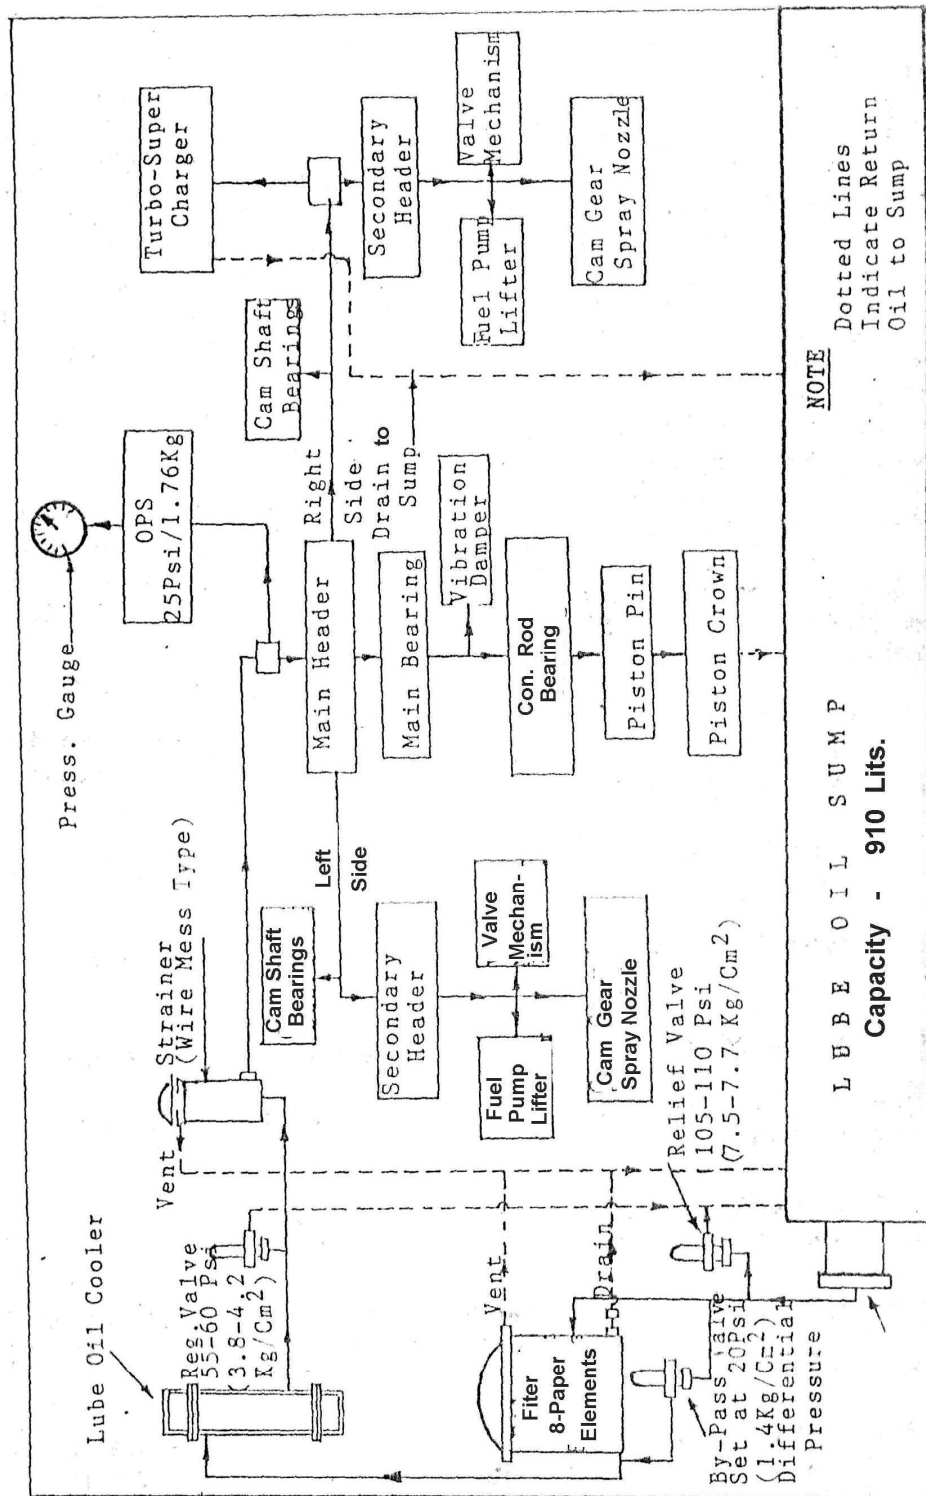 Lube Oil Cooler
Reg.Valve
55-60 Psi
(3.8-4.2
Kg/Cm²)
Vent
Strainer
(Wire Mess Type)
Press. Gauge
OPS
25Psi/1.76Kg
Turbo-Super
Charger
Cam Shaft
Bearings
Right
Side
Main Header
Left
Side
Cam Shaft
Bearings
Secondary
Header
Valve
Mechan-
ism
Fuel
Pump
Lifter
Cam Gear
Spray Nozzle
Main Bearing
Drain to
Sump
Vibration
Damper
Con. Rod
Bearing
Piston Pin
Piston Crown
Secondary
Header
Valve
Mechanism
Fuel Pump
Lifter
Cam Gear
Spray Nozzle
Vent
Fiter
8-Paper
Elements
Drain
By-Pass Valve
Set at 20Psi
(1.4Kg/Cm²)
Differential
Pressure
Relief Valve
105-110 Psi
(7.5-7.7 Kg/Cm2)
LUBE OIL SUMP
Capacity - 910 Lits.
NOTE
Dotted Lines
Indicate Return
Oil to Sump